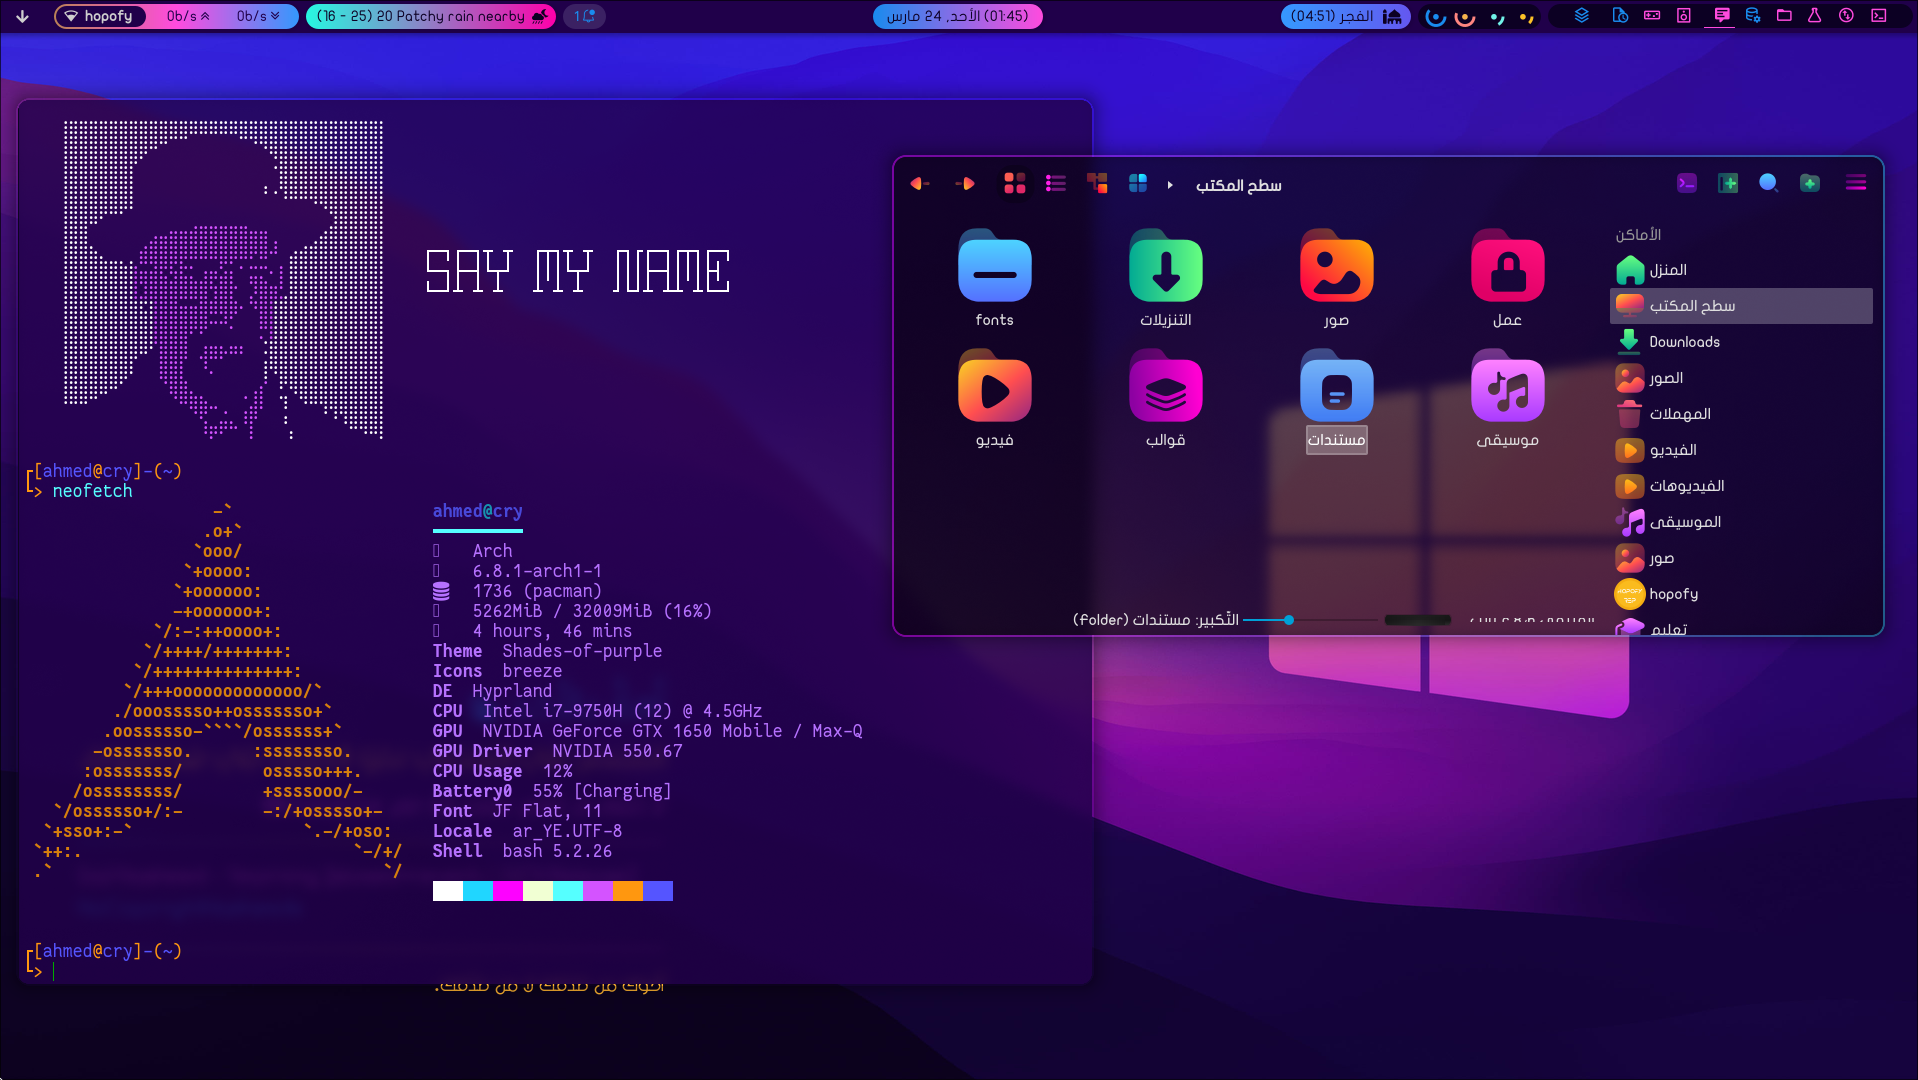 hopofy 0b/s 0b/s
(16 - 25) 20 Patchy rain nearby
1
(01:45) الأحد, 24 مارس
الفجر (04:51)
SAY MY NAME
[ahmed@cry]-(~)
> neofetch
ahmed@cry
Arch
6.8.1-arch1-1
1736 (pacman)
5262MiB / 32009MiB (16%)
4 hours, 46 mins
Theme Shades-of-purple
Icons breeze
DE Hyprland
CPU Intel i7-9750H (12) @ 4.5GHz
GPU NVIDIA GeForce GTX 1650 Mobile / Max-Q
GPU Driver NVIDIA 550.67
CPU Usage 12%
Battery0 55% [Charging]
Font JF Flat, 11
Locale ar_YE.UTF-8
Shell bash 5.2.26
[ahmed@cry]-(~)
>
سطح المكتب
fonts
التنزيلات
صور
عمل
فيديو
قوالب
مستندات
موسيقى
الأماكن
المنزل
سطح المكتب
Downloads
الصور
المهملات
الفيديو
الفيديوهات
الموسيقى
صور
hopofy
تعليم
التّكبير: مستندات (Folder)